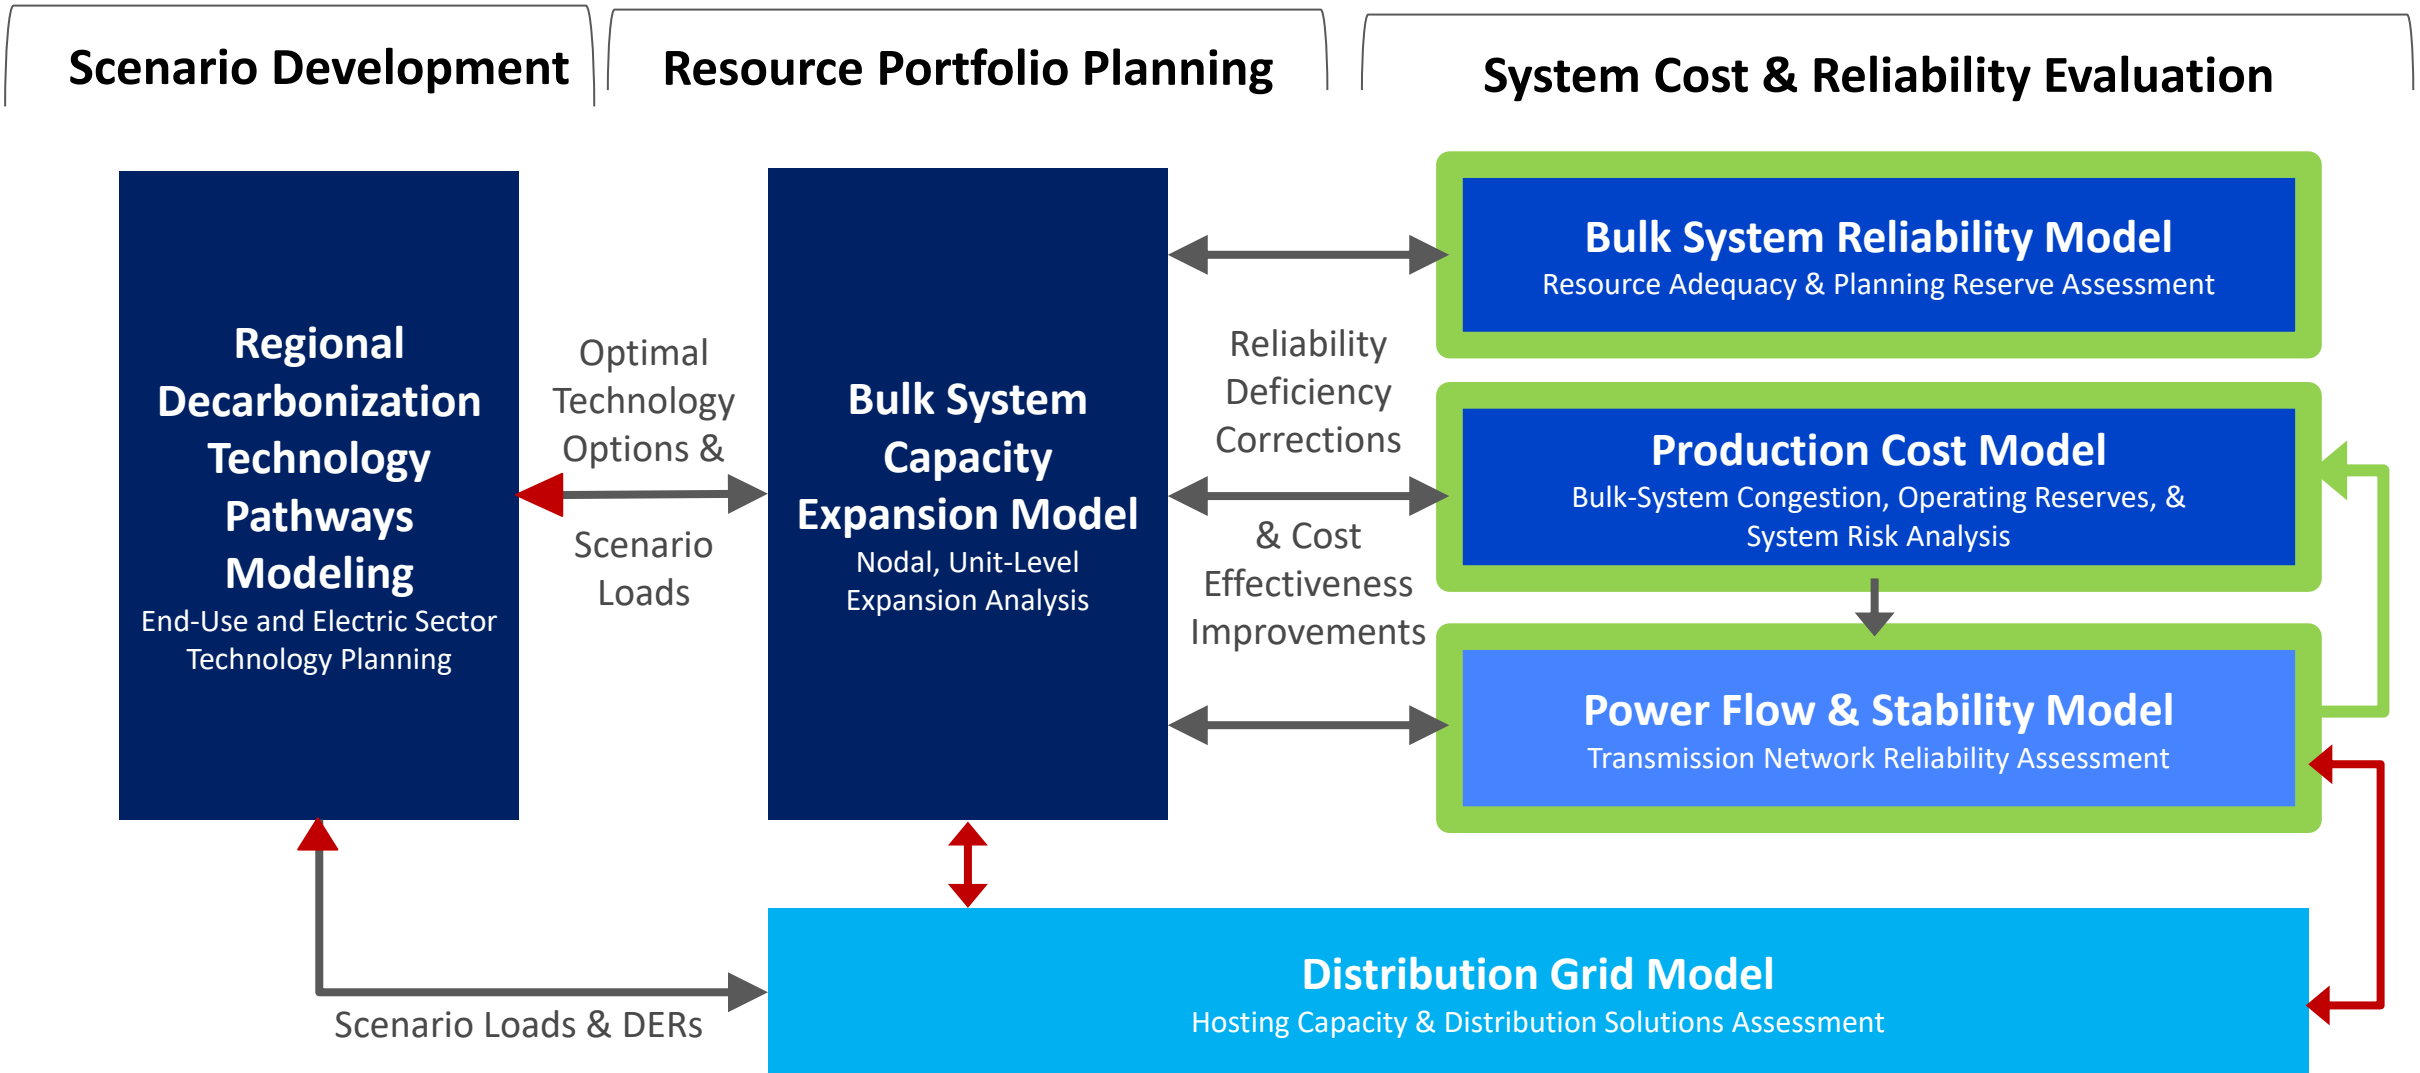 Scenario Development
Resource Portfolio Planning
System Cost & Reliability Evaluation
Regional
Decarbonization
Technology
Pathways
Modeling
End-Use and Electric Sector
Technology Planning
Optimal
Technology
Options &
Scenario
Loads
Bulk System
Capacity
Expansion Model
Nodal, Unit-Level
Expansion Analysis
Reliability
Deficiency
Corrections
& Cost
Effectiveness
Improvements
Bulk System Reliability Model
Resource Adequacy & Planning Reserve Assessment
Production Cost Model
Bulk-System Congestion, Operating Reserves, &
System Risk Analysis
Power Flow & Stability Model
Transmission Network Reliability Assessment
Scenario Loads & DERs
Distribution Grid Model
Hosting Capacity & Distribution Solutions Assessment